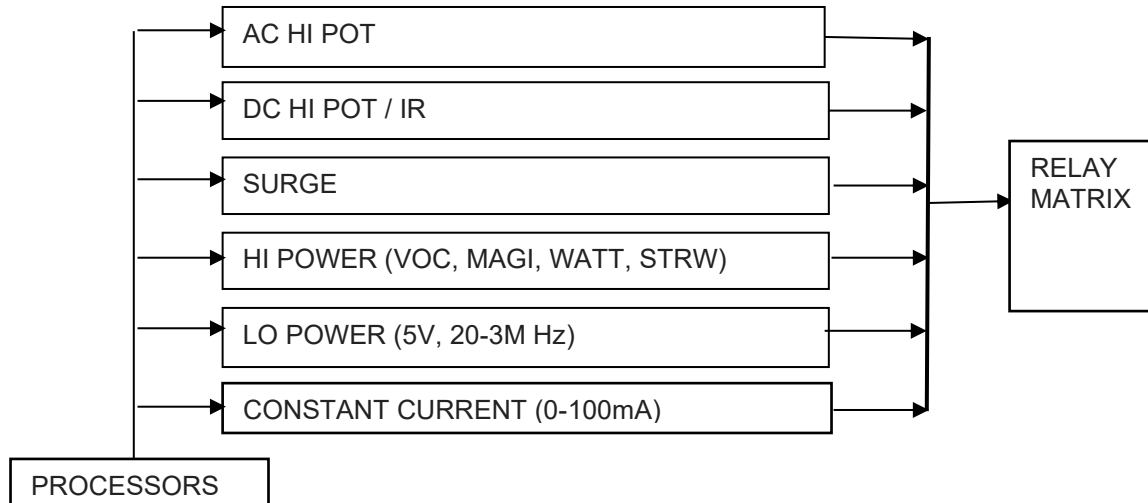 AC HI POT
DC HI POT / IR
SURGE
HI POWER (VOC, MAGI, WATT, STRW)
LO POWER (5V, 20-3M Hz)
CONSTANT CURRENT (0-100mA)
RELAY
MATRIX
PROCESSORS